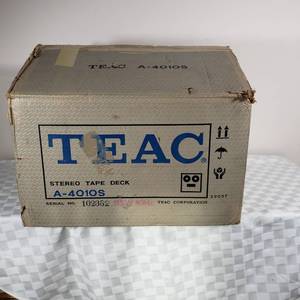 TEAC A-4010S
TEAC®
STEREO TAPE DECK
A-4010S
SERIAL NO. 102352 TEAC CORPORATION